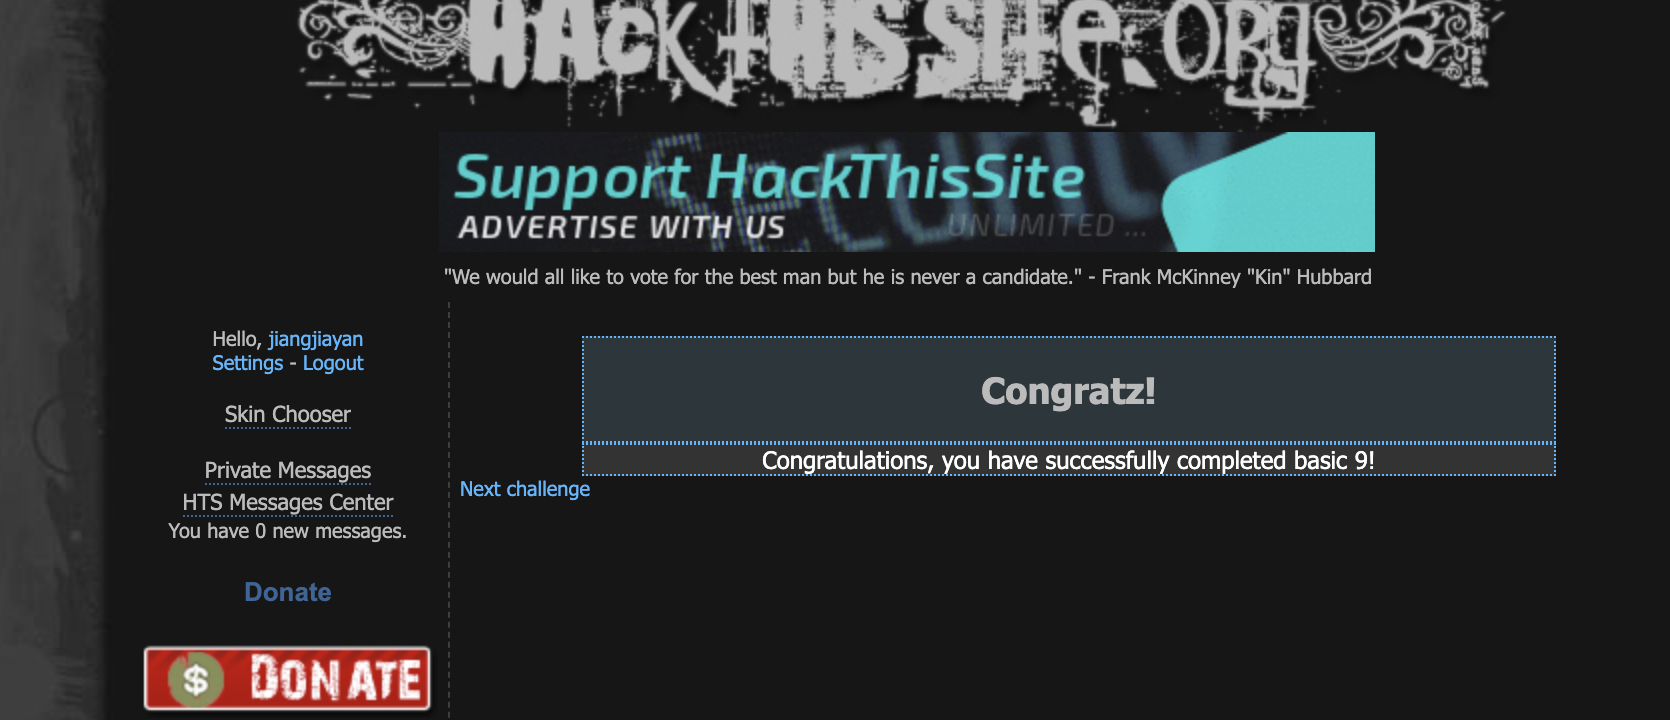 HackThisSite.org
Support HackThisSite
ADVERTISE WITH US
UNLIMITED ...
"We would all like to vote for the best man but he is never a candidate." - Frank McKinney "Kin" Hubbard
Hello, jiangjiayan
Settings - Logout
Skin Chooser
Private Messages
HTS Messages Center
You have 0 new messages.
Donate
$ DONATE
Congratz!
Congratulations, you have successfully completed basic 9!
Next challenge